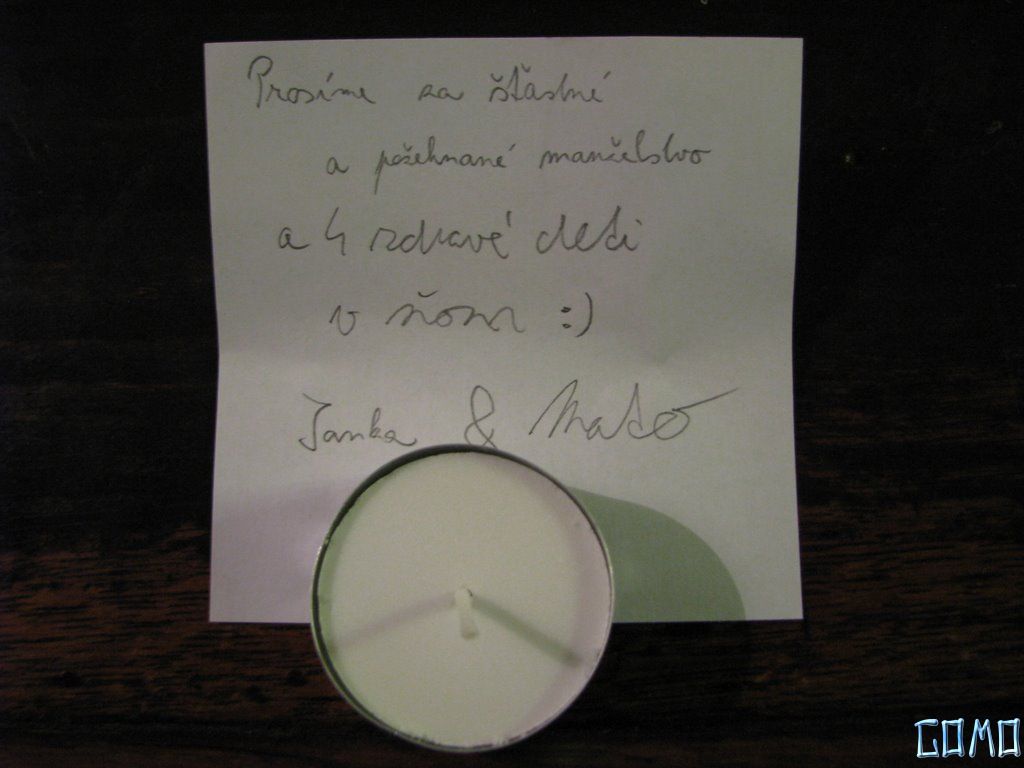 Prosíme za šťastné
a požehnané manželstvo
a 4 zdravé deti
v ňom :)
Janka & Maťo
GOMO